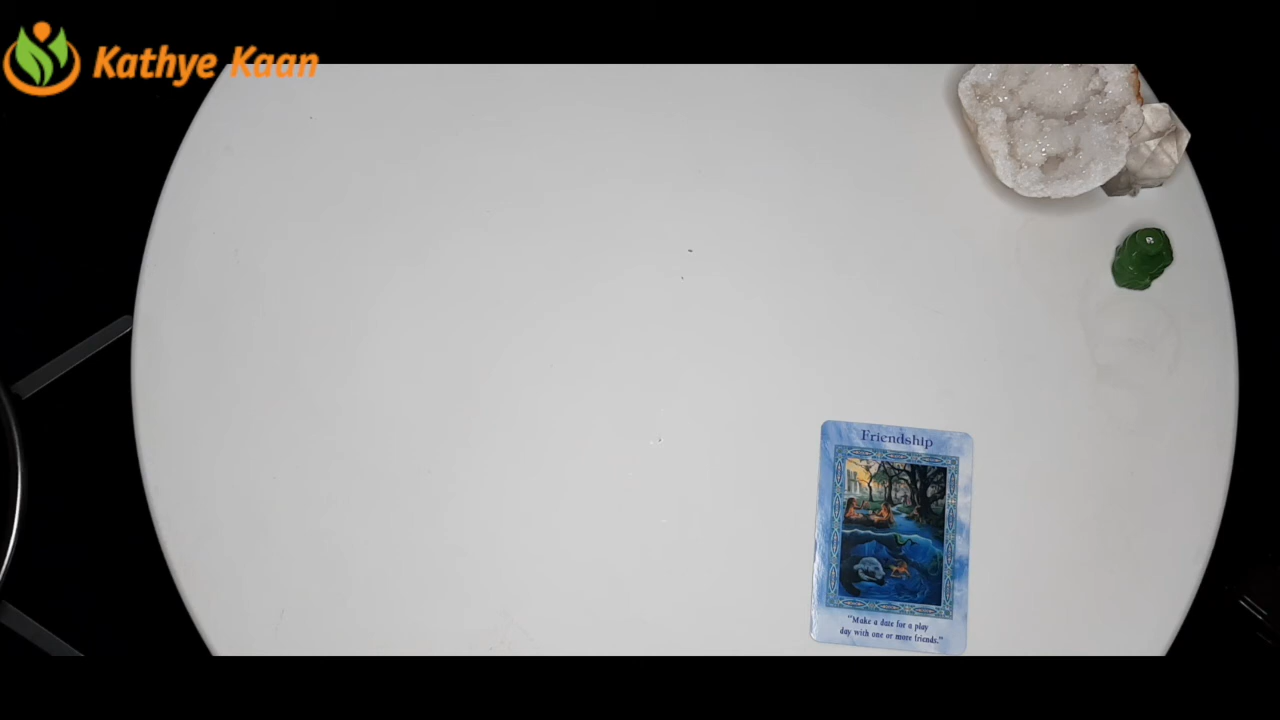 Kathye Kaan
Friendship
"Make a date for a play
day with one or more friends."